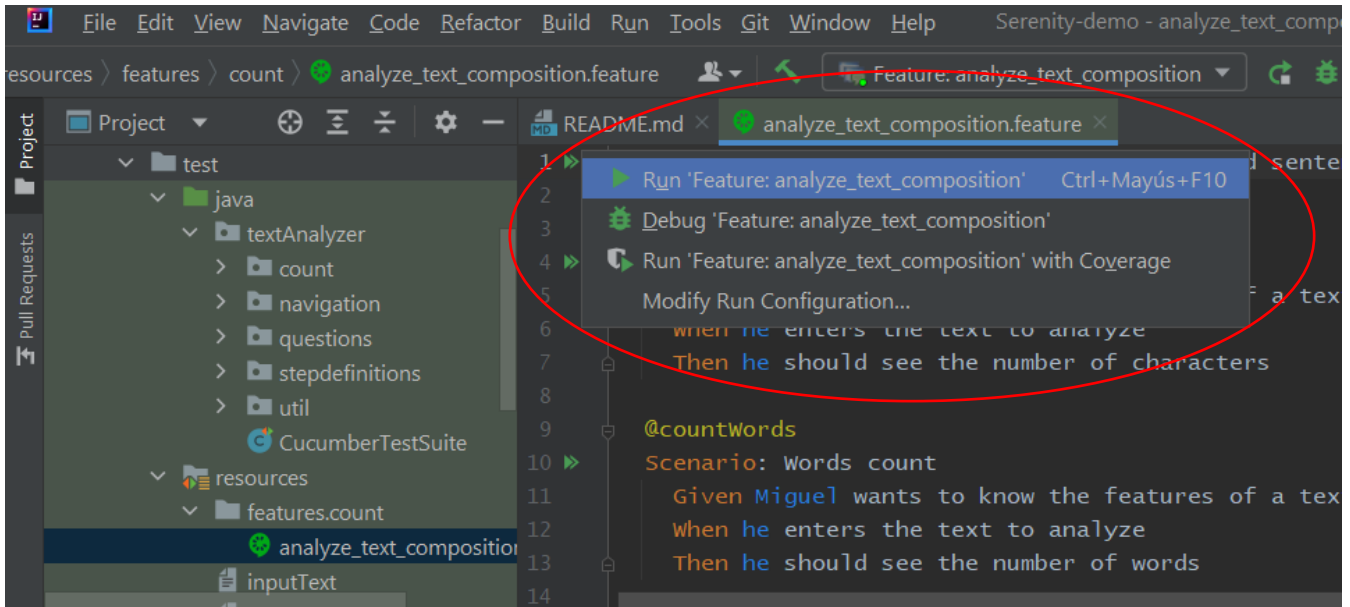 File Edit View Navigate Code Refactor Build Run Tools Git Window Help Serenity-demo - analyze_text_comp
esources features count analyze_text_composition.feature Feature: analyze_text_composition
Project
Pull Requests
Project
README.md analyze_text_composition.feature
test
java
textAnalyzer
count
navigation
questions
stepdefinitions
util
CucumberTestSuite
resources
features.count
analyze_text_composition
inputText
Run 'Feature: analyze_text_composition' Ctrl+Mayús+F10
Debug 'Feature: analyze_text_composition'
Run 'Feature: analyze_text_composition' with Coverage
Modify Run Configuration...
1 d sente
2
3
4
5 f a tex
6 When he enters the text to analyze
7 Then he should see the number of characters
8
9 @countWords
10 Scenario: Words count
11 Given Miguel wants to know the features of a tex
12 When he enters the text to analyze
13 Then he should see the number of words
14